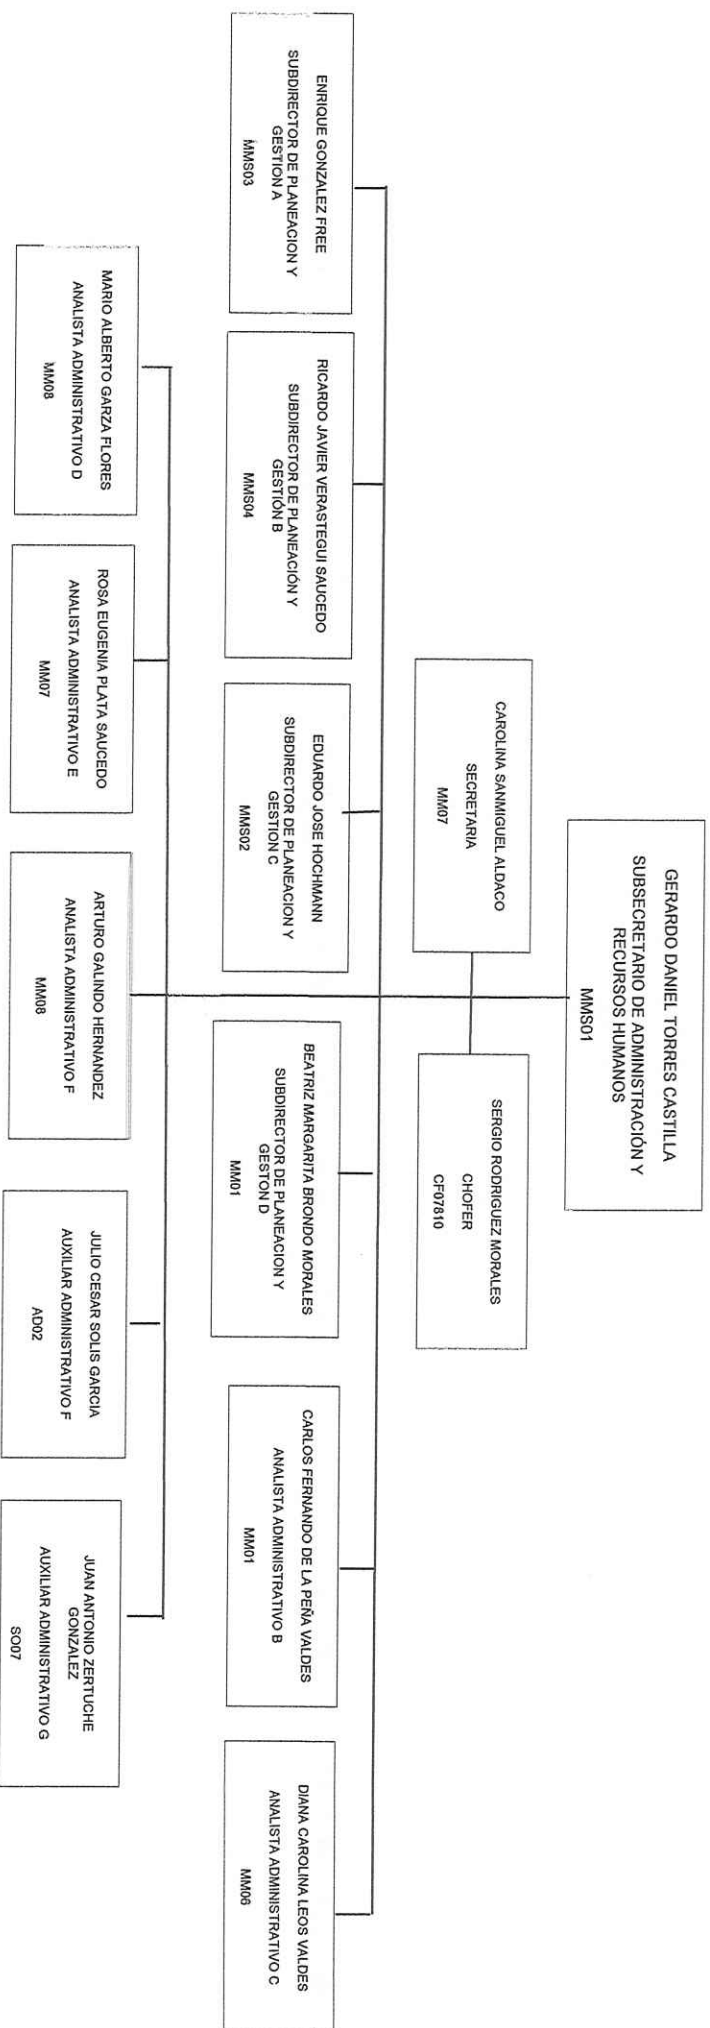 GERARDO DANIEL TORRES CASTILLA
SUBSECRETARIO DE ADMINISTRACIÓN Y
RECURSOS HUMANOS
MMS01
CAROLINA SANMIGUEL ALDACO
SECRETARIA
MM07
SERGIO RODRIGUEZ MORALES
CHOFER
CF07810
ENRIQUE GONZALEZ FREE
SUBDIRECTOR DE PLANEACION Y
GESTION A
MMS03
RICARDO JAVIER VERASTEGUI SAUCEDO
SUBDIRECTOR DE PLANEACIÓN Y
GESTIÓN B
MMS04
EDUARDO JOSE HOCHMANN
SUBDIRECTOR DE PLANEACION Y
GESTION C
MMS02
BEATRIZ MARGARITA BRONDO MORALES
SUBDIRECTOR DE PLANEACION Y
GESTON D
MM01
CARLOS FERNANDO DE LA PEÑA VALDES
ANALISTA ADMINISTRATIVO B
MM01
DIANA CAROLINA LEOS VALDES
ANALISTA ADMINISTRATIVO C
MM06
MARIO ALBERTO GARZA FLORES
ANALISTA ADMINISTRATIVO D
MM08
ROSA EUGENIA PLATA SAUCEDO
ANALISTA ADMINISTRATIVO E
MM07
ARTURO GALINDO HERNANDEZ
ANALISTA ADMINISTRATIVO F
MM08
JULIO CESAR SOLIS GARCIA
AUXILIAR ADMINISTRATIVO F
AD02
JUAN ANTONIO ZERTUCHE
GONZALEZ
AUXILIAR ADMINISTRATIVO G
SO07